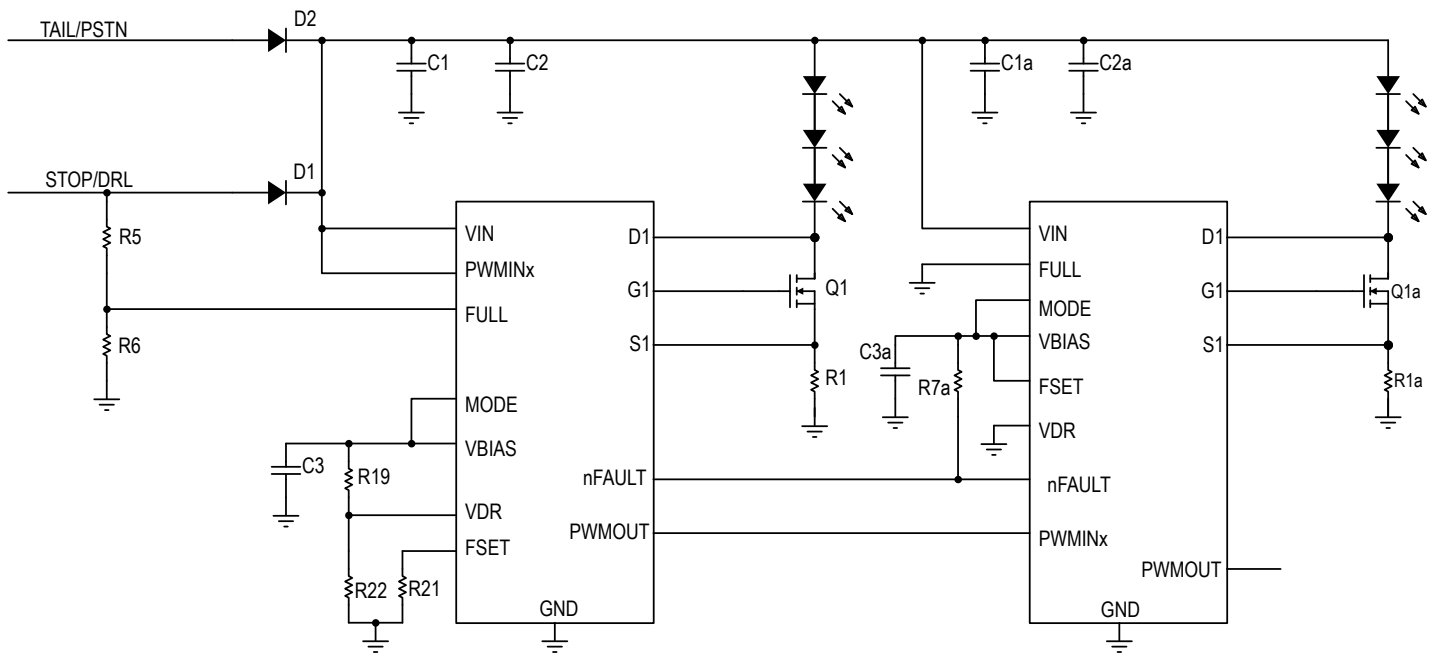 TAIL/PSTN
D2
C1
C2
C1a
C2a
STOP/DRL
D1
R5
R6
VIN
PWMINx
FULL
MODE
VBIAS
VDR
FSET
GND
D1
G1
S1
nFAULT
PWMOUT
C3
R19
R22
R21
Q1
R1
C3a
R7a
VIN
FULL
MODE
VBIAS
FSET
VDR
nFAULT
PWMINx
GND
D1
G1
S1
PWMOUT
Q1a
R1a